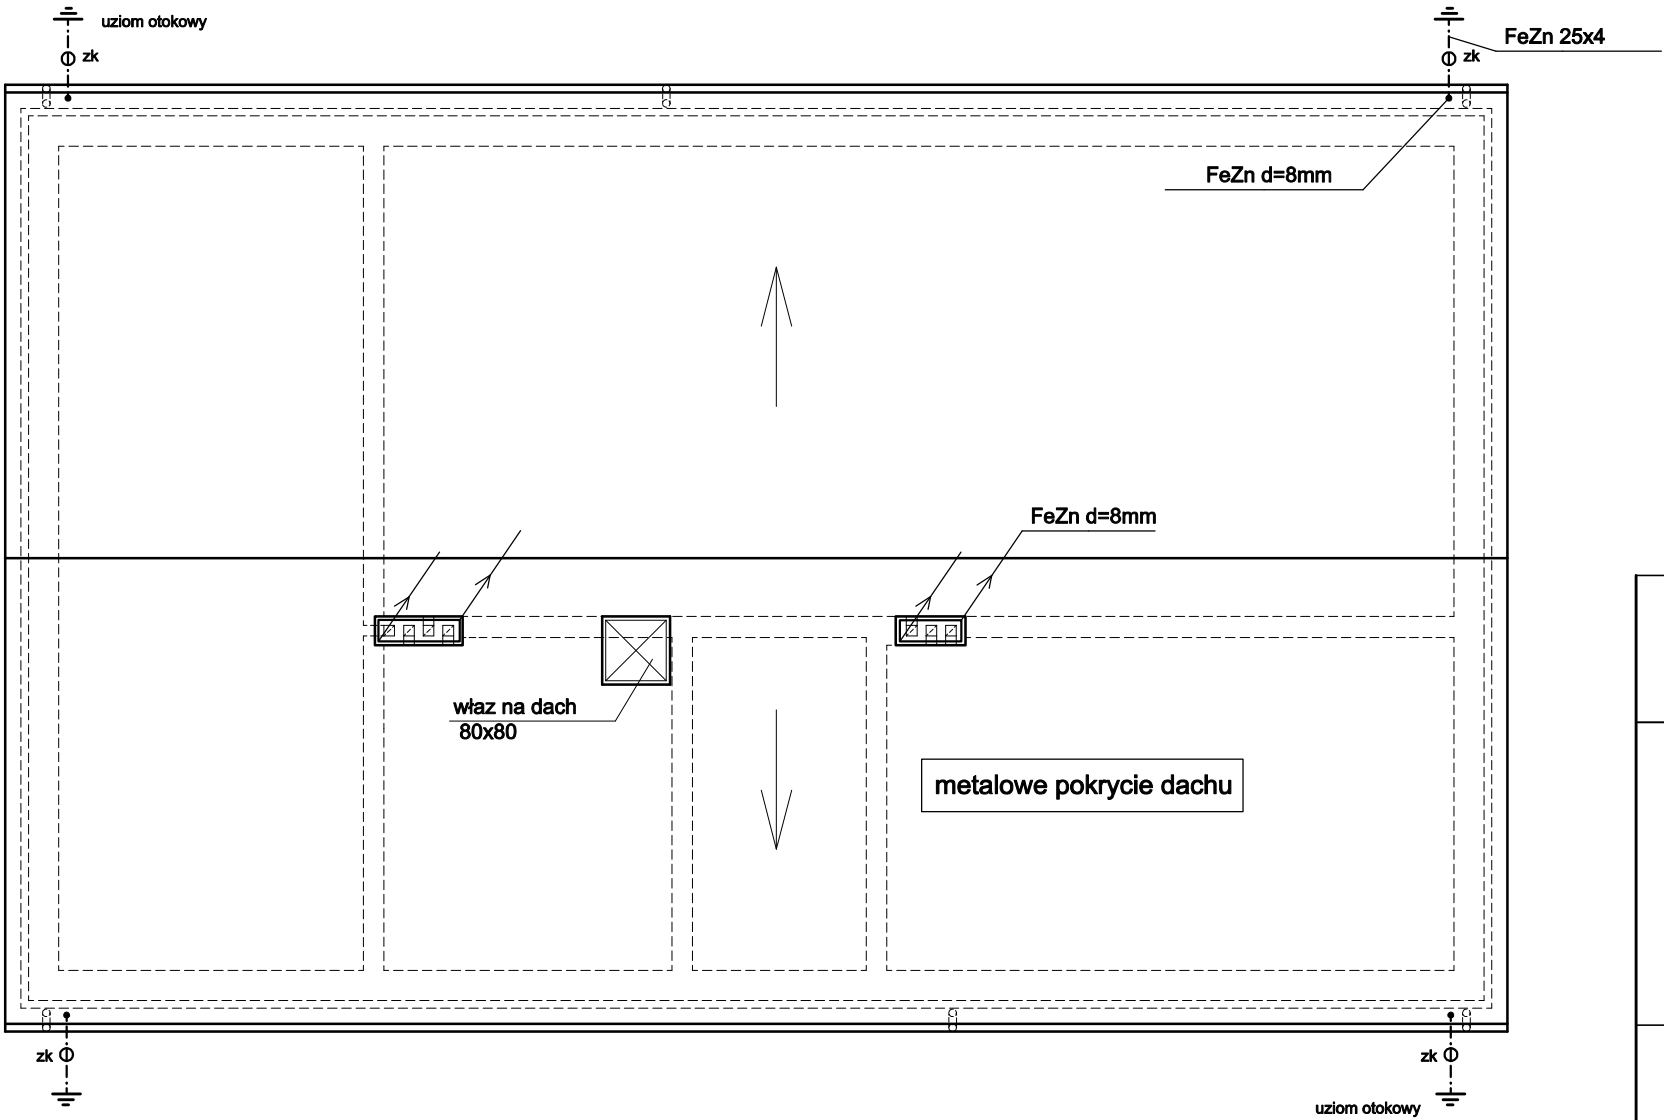 uziom otokowy
zk
FeZn 25x4
zk
FeZn d=8mm
FeZn d=8mm
właz na dach
80x80
metalowe pokrycie dachu
zk
zk
uziom otokowy